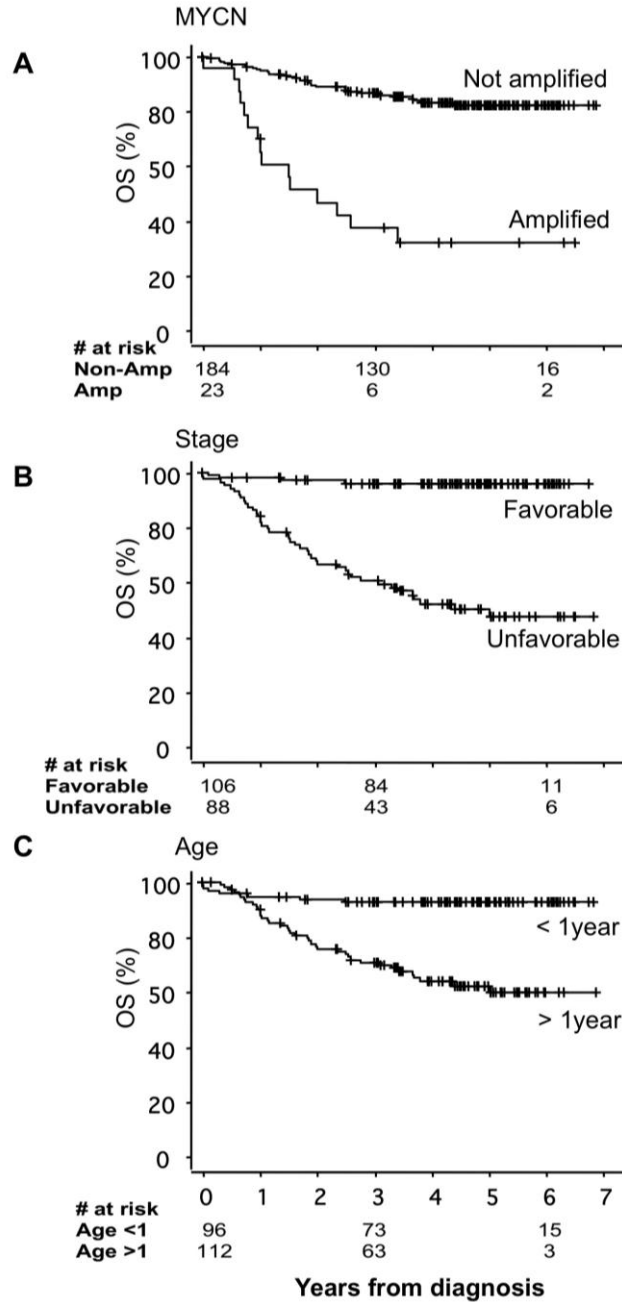 MYCN
A
100
80
50
40
20
0
OS (%)
Not amplified
Amplified
# at risk
Non-Amp 184 130 16
Amp 23 6 2
Stage
B
100
80
50
40
20
0
OS (%)
Favorable
Unfavorable
# at risk
Favorable 106 84 11
Unfavorable 88 43 6
C
Age
100
80
50
40
20
0
OS (%)
< 1year
> 1year
0 1 2 3 4 5 6 7
# at risk
Age <1 96 73 15
Age >1 112 63 3
Years from diagnosis